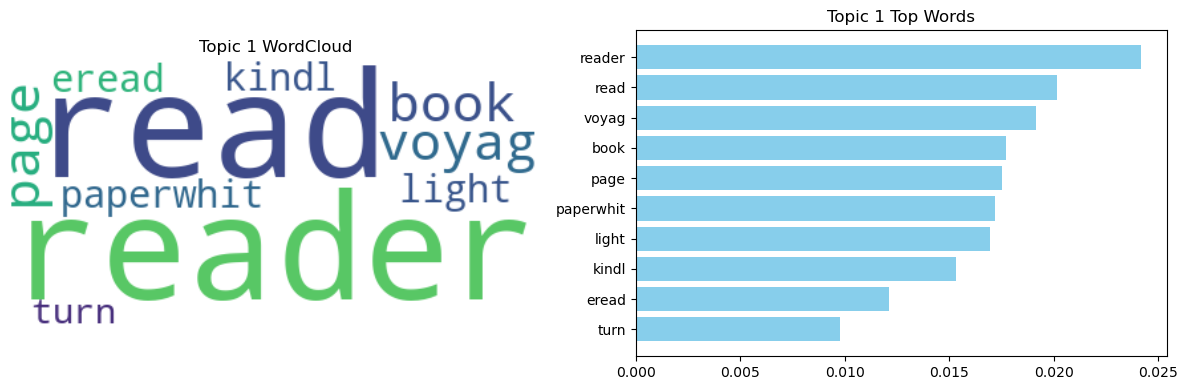 Topic 1 WordCloud
eread
kindl
read
book
page
voyag
paperwhit
light
reader
turn
Topic 1 Top Words
reader
read
voyag
book
page
paperwhit
light
kindl
eread
turn
0.000 0.005 0.010 0.015 0.020 0.025